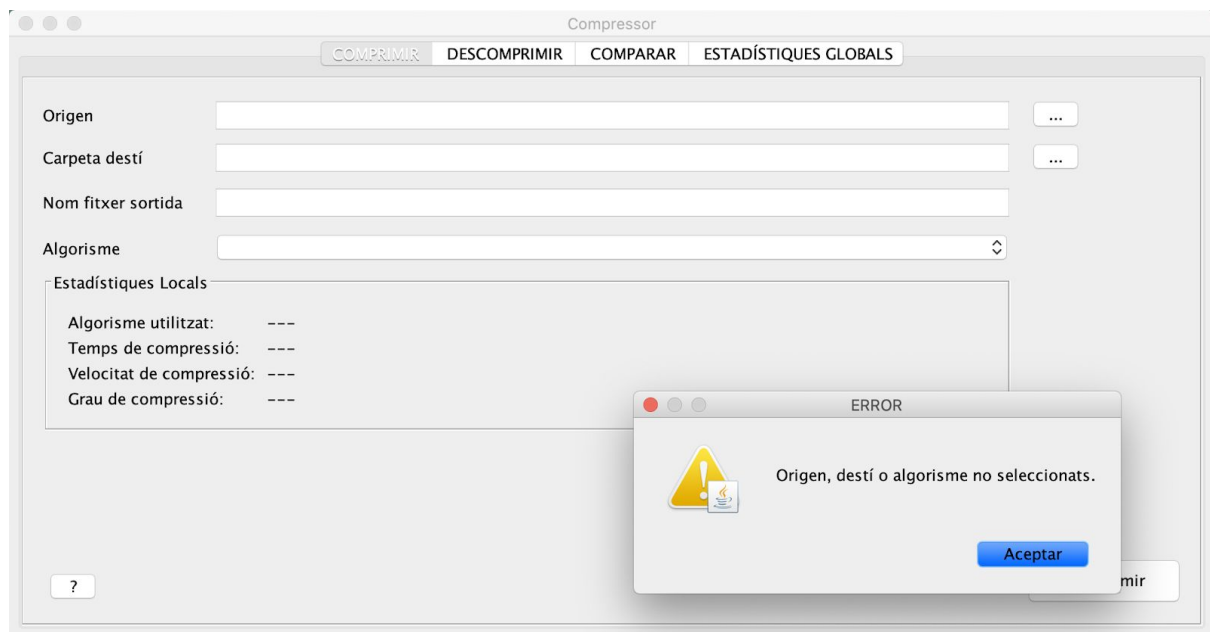 Compressor
COMPRIMIR DESCOMPRIMIR COMPARAR ESTADÍSTIQUES GLOBALS
Origen ...
Carpeta destí ...
Nom fitxer sortida
Algorisme
Estadístiques Locals
Algorisme utilitzat: ---
Temps de compressió: ---
Velocitat de compressió: ---
Grau de compressió: ---
ERROR
Origen, destí o algorisme no seleccionats.
Aceptar
? mir